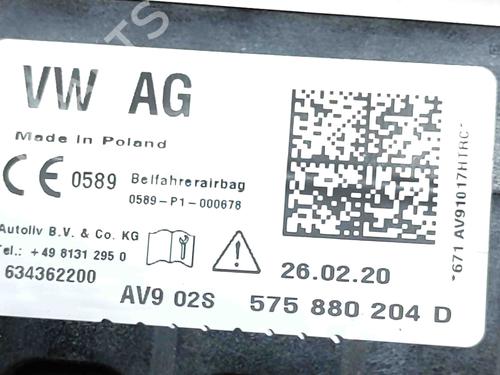 VW AG
Made in Poland
CE 0589 Beifahrerairbag
0589-P1-000678
Autoliv B.V. & Co. KG
Tel.: +49 8131 295 0
634362200
26.02.20
AV9 02S 575 880 204 D
*671 AV91017HTRC*